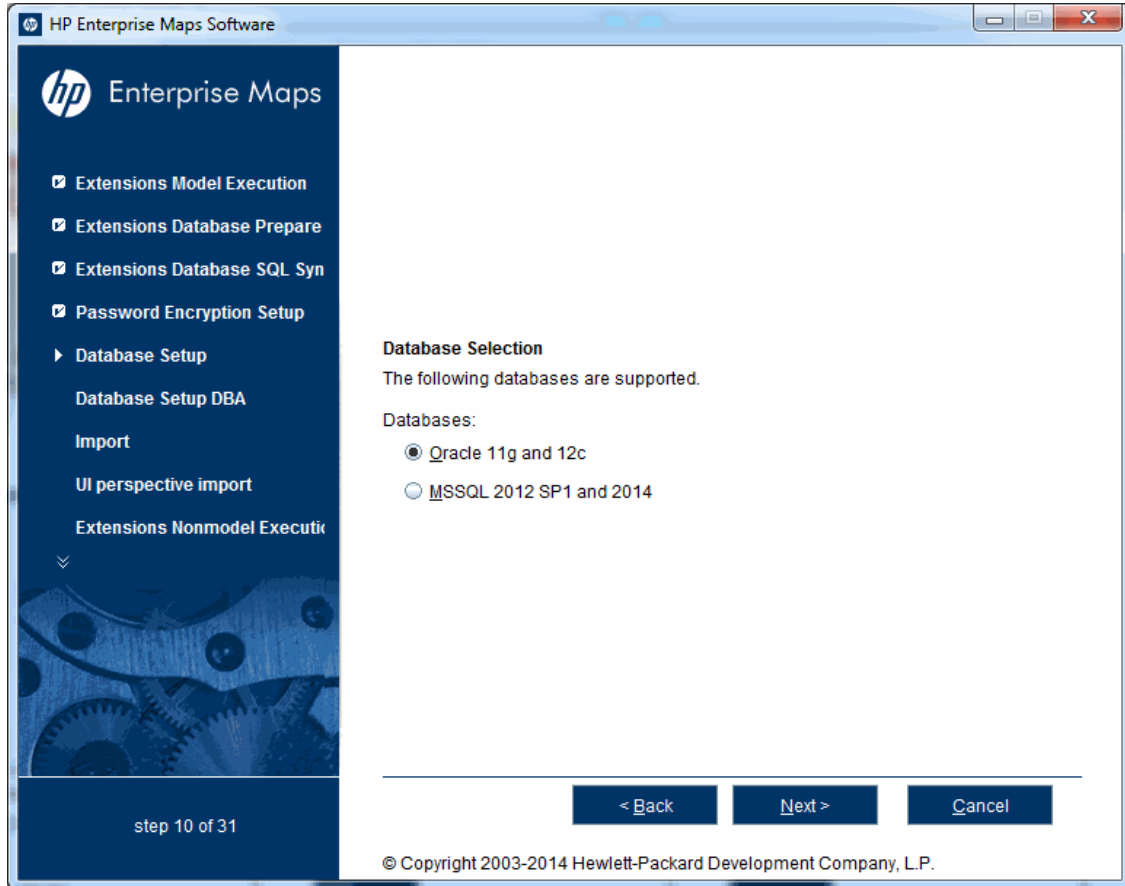 HP Enterprise Maps Software
hp Enterprise Maps
Extensions Model Execution
Extensions Database Prepare
Extensions Database SQL Syn
Password Encryption Setup
Database Setup
Database Setup DBA
Import
UI perspective import
Extensions Nonmodel Executi
step 10 of 31
Database Selection
The following databases are supported.
Databases:
Oracle 11g and 12c
MSSQL 2012 SP1 and 2014
< Back
Next >
Cancel
© Copyright 2003-2014 Hewlett-Packard Development Company, L.P.